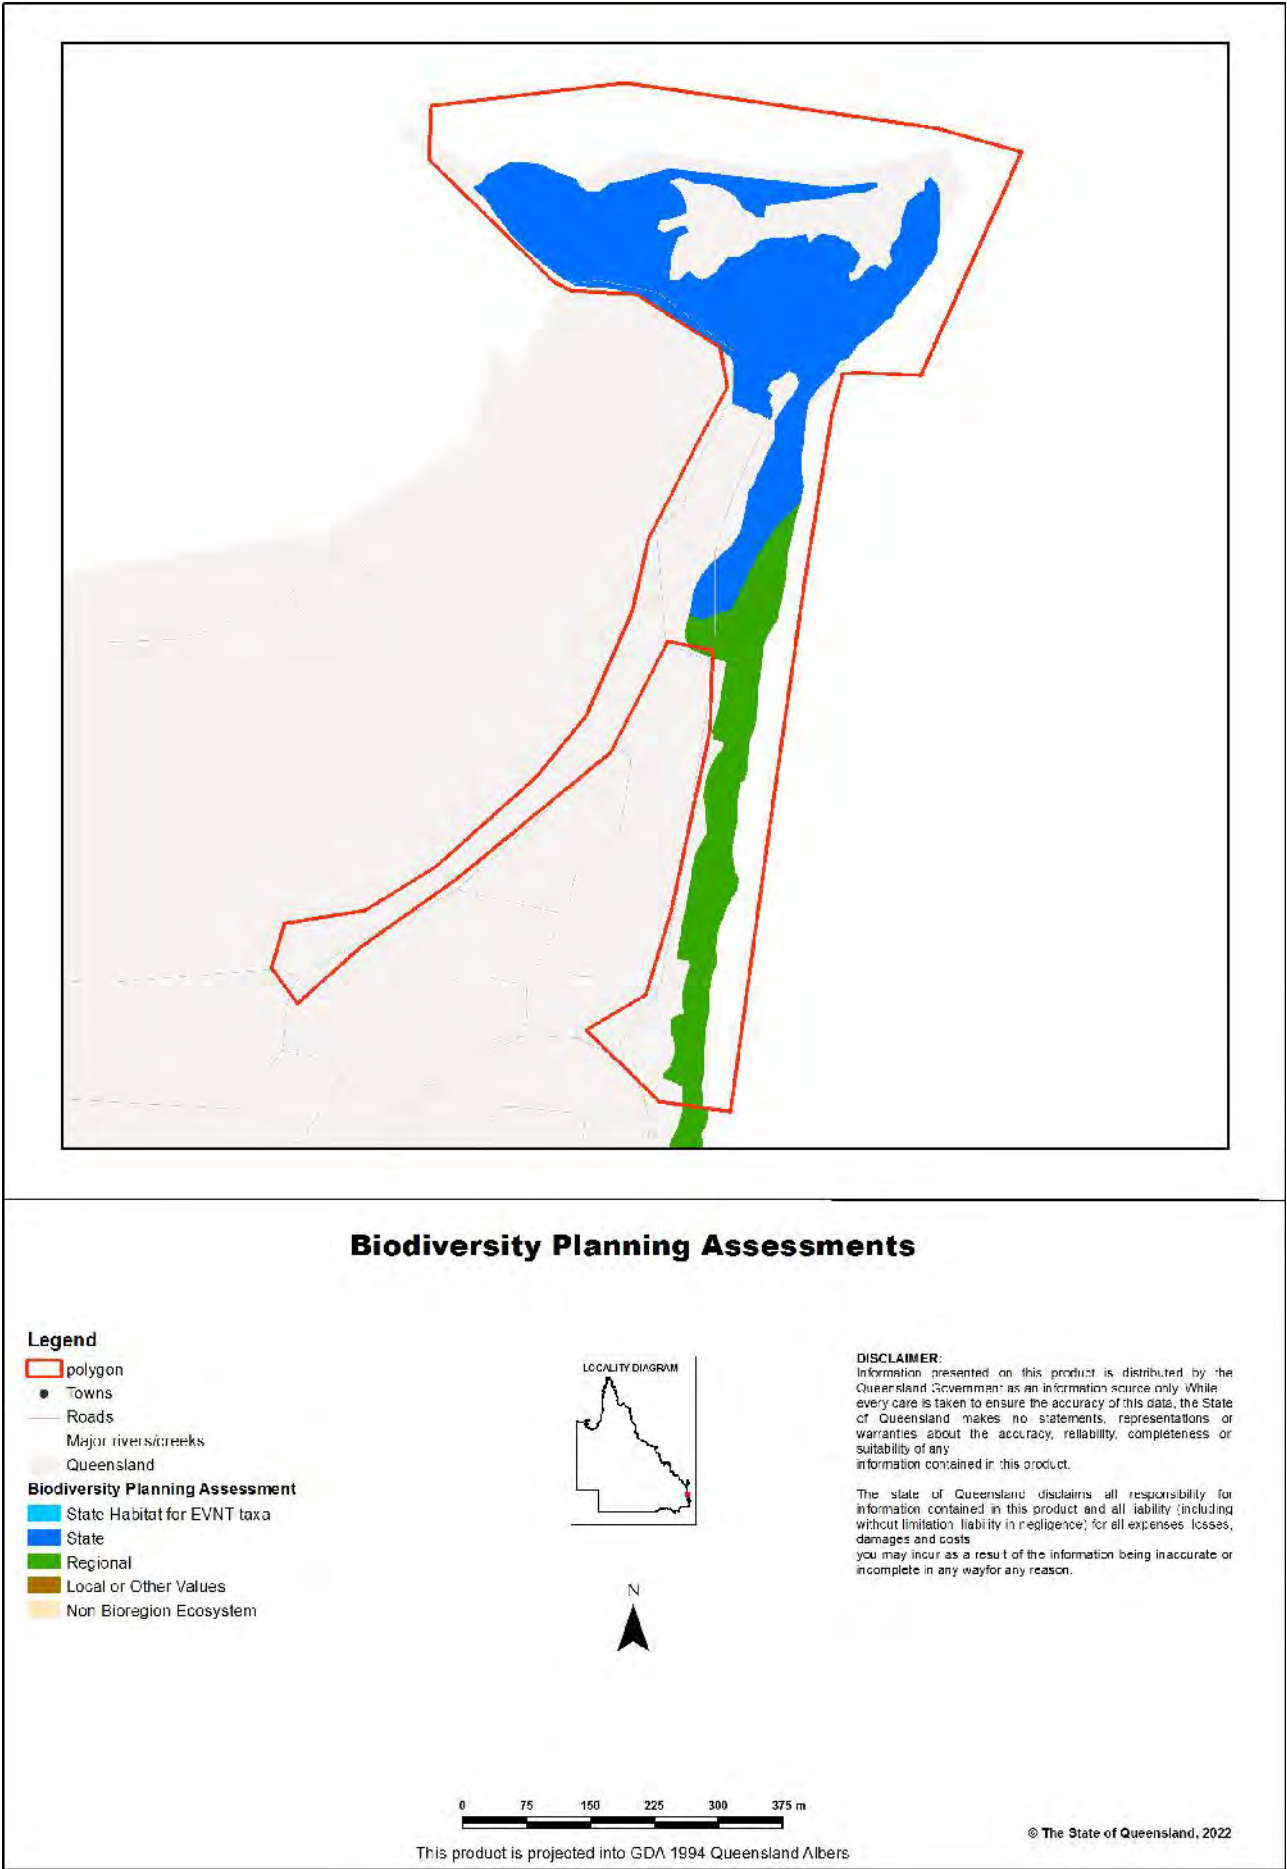 Biodiversity Planning Assessments
Legend
polygon
Towns
Roads
Major rivers/creeks
Queensland
Biodiversity Planning Assessment
State Habitat for EVNT taxa
State
Regional
Local or Other Values
Non Bioregion Ecosystem
LOCALITY DIAGRAM
N
DISCLAIMER:
Information presented on this product is distributed by the
Queensland Government as an information source only. While
every care is taken to ensure the accuracy of this data, the State
of Queensland makes no statements, representations or
warranties about the accuracy, reliability, completeness or
suitability of any
information contained in this product.
The state of Queensland disclaims all responsibility for
information contained in this product and all liability (including
without limitation, liability in negligence) for all expenses, losses,
damages and costs
you may incur as a result of the information being inaccurate or
incomplete in any wayfor any reason.
0 75 150 225 300 375 m
This product is projected into GDA 1994 Queensland Albers
© The State of Queensland, 2022